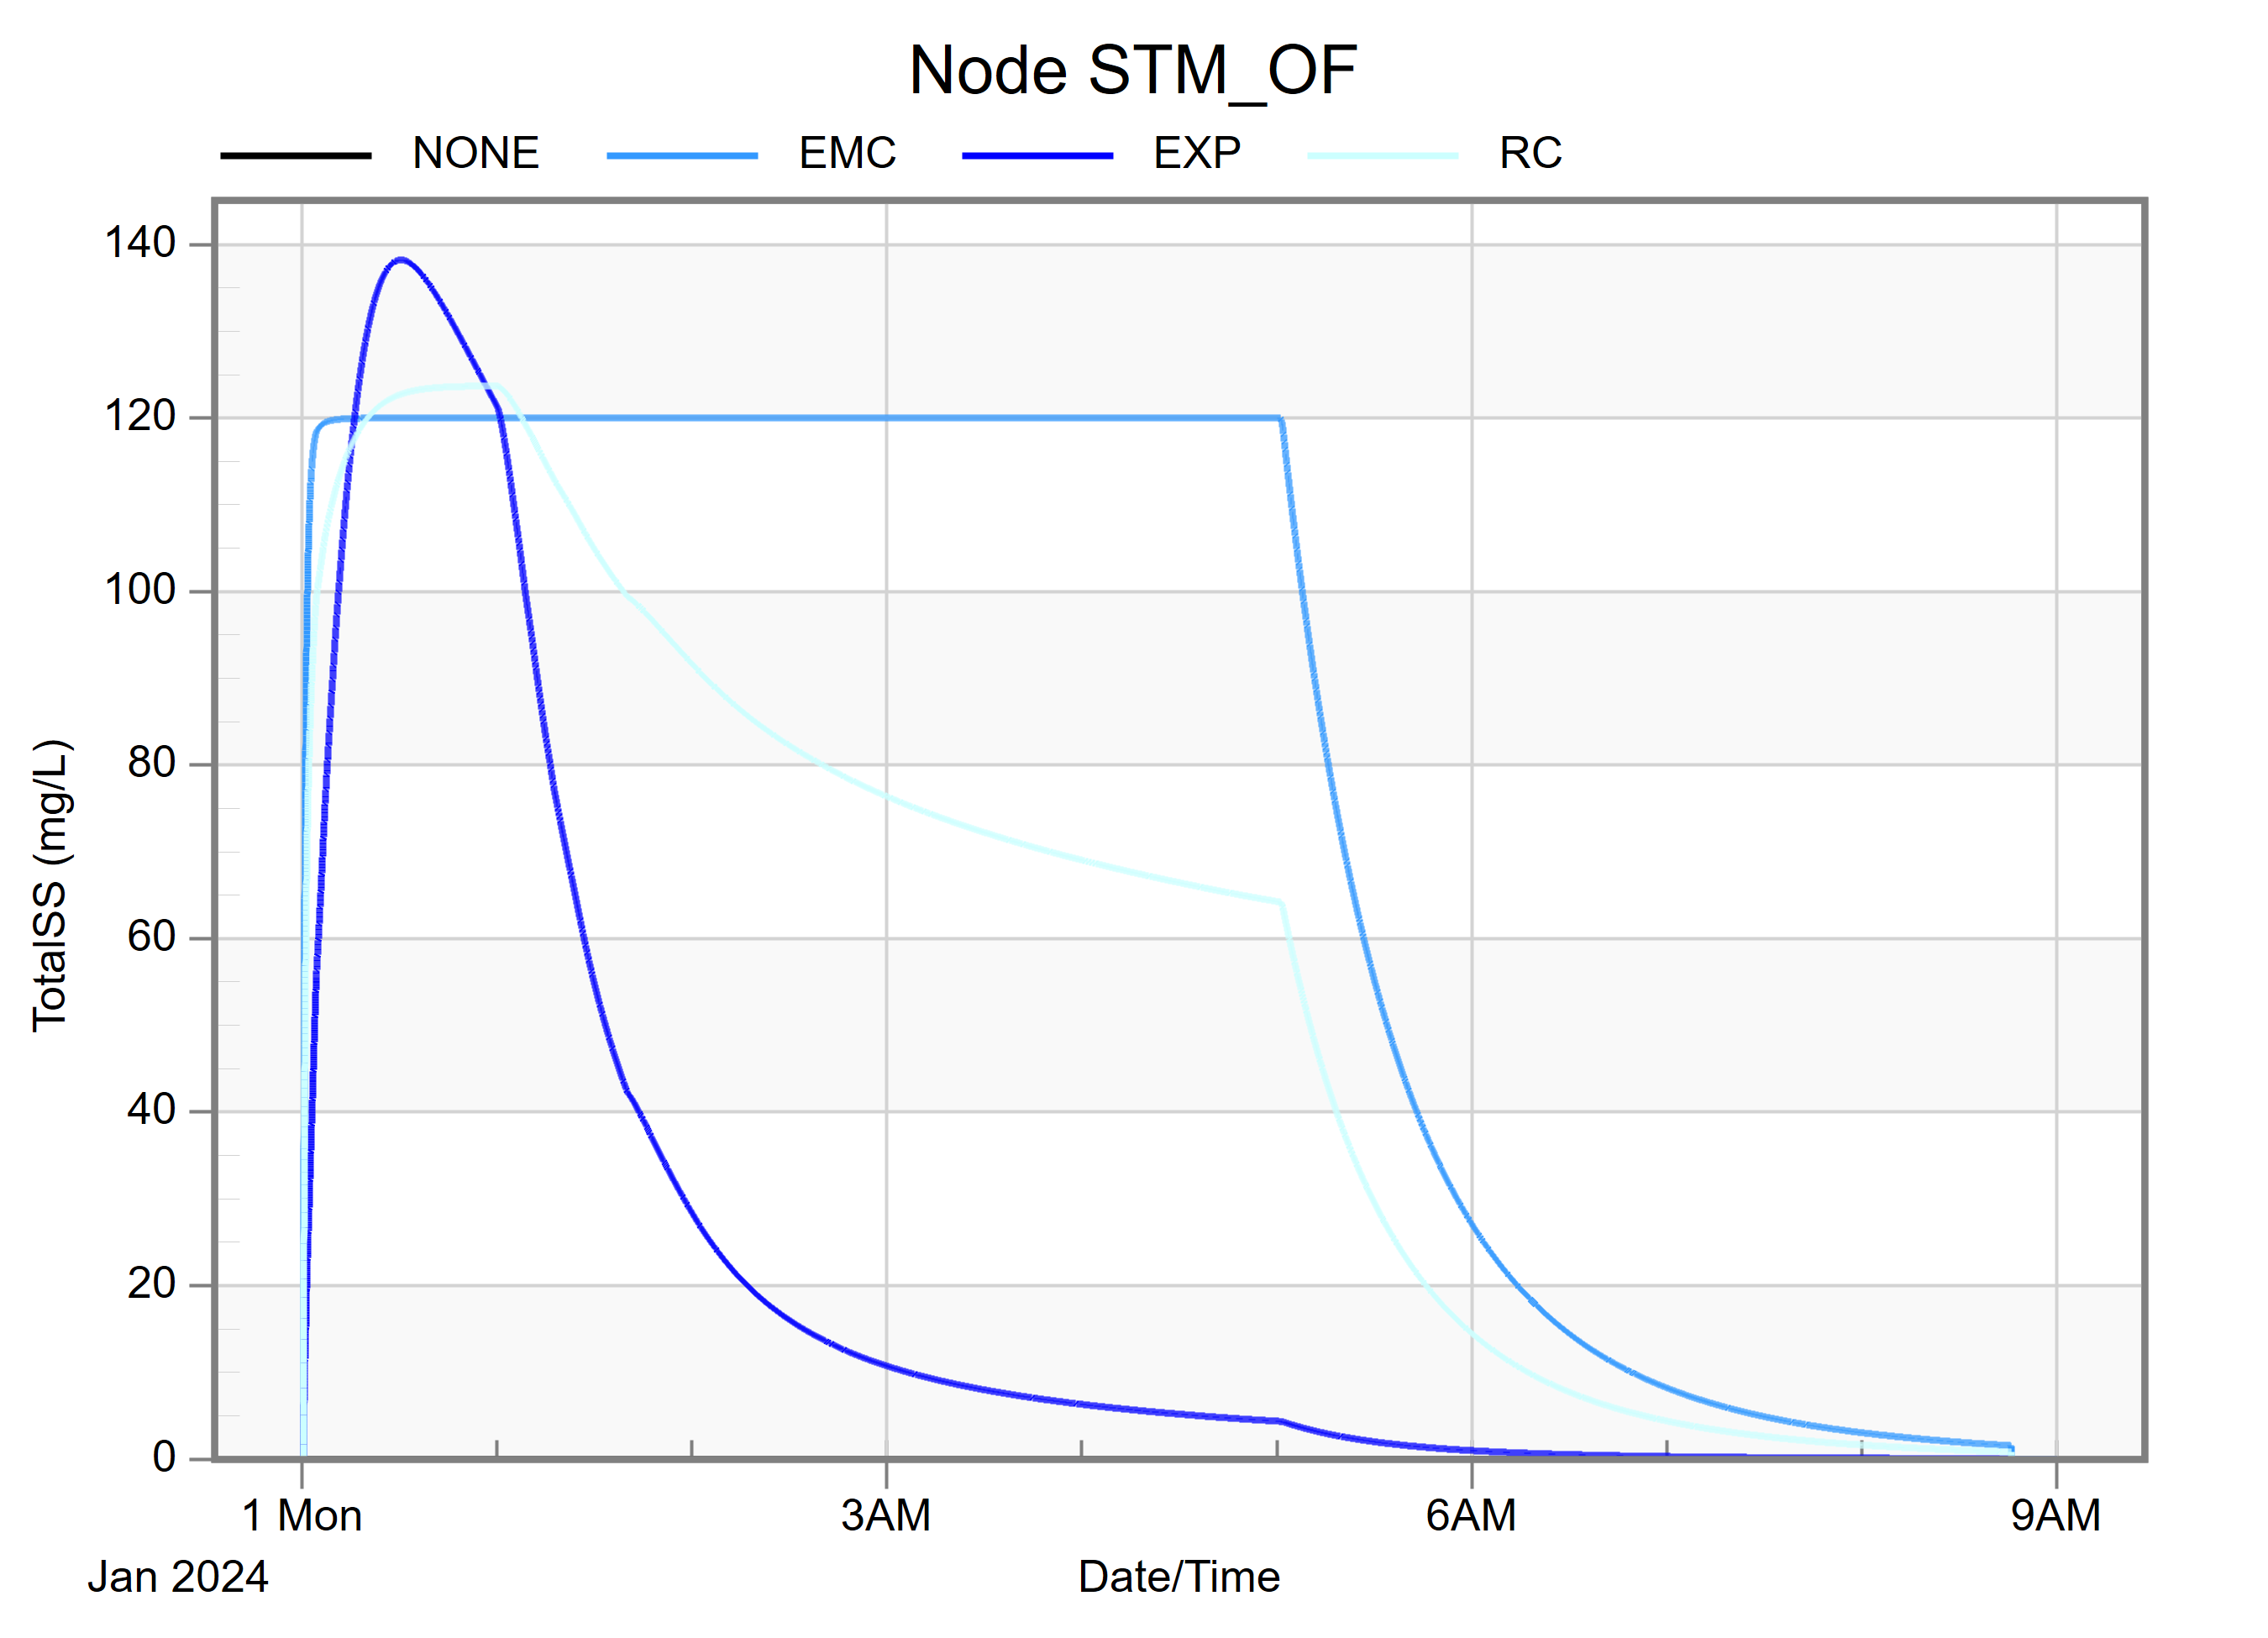 Node STM_OF
NONE EMC EXP RC
140
120
100
80
60
40
20
0
TotalSS (mg/L)
1 Mon 3AM 6AM 9AM
Jan 2024 Date/Time